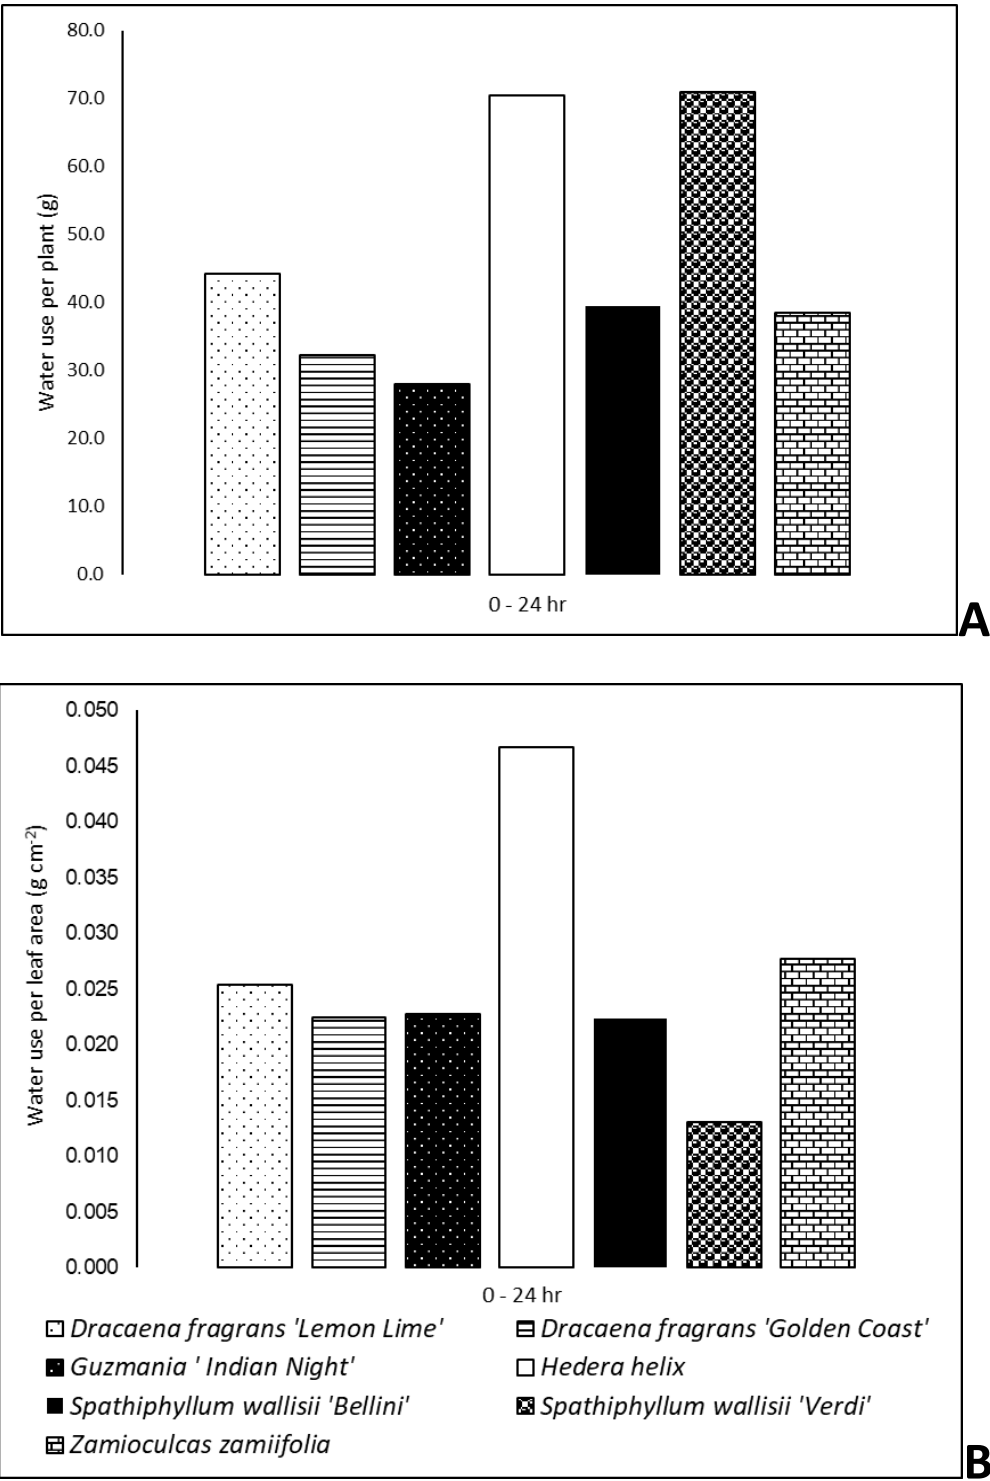 80.0
70.0
60.0
50.0
40.0
30.0
20.0
10.0
0.0
Water use per plant (g)
0 - 24 hr
A
0.050
0.045
0.040
0.035
0.030
0.025
0.020
0.015
0.010
0.005
0.000
Water use per leaf area (g cm-2)
0 - 24 hr
Dracaena fragrans 'Lemon Lime'
Dracaena fragrans 'Golden Coast'
Guzmania ' Indian Night'
Hedera helix
Spathiphyllum wallisii 'Bellini'
Spathiphyllum wallisii 'Verdi'
Zamioculcas zamiifolia
B